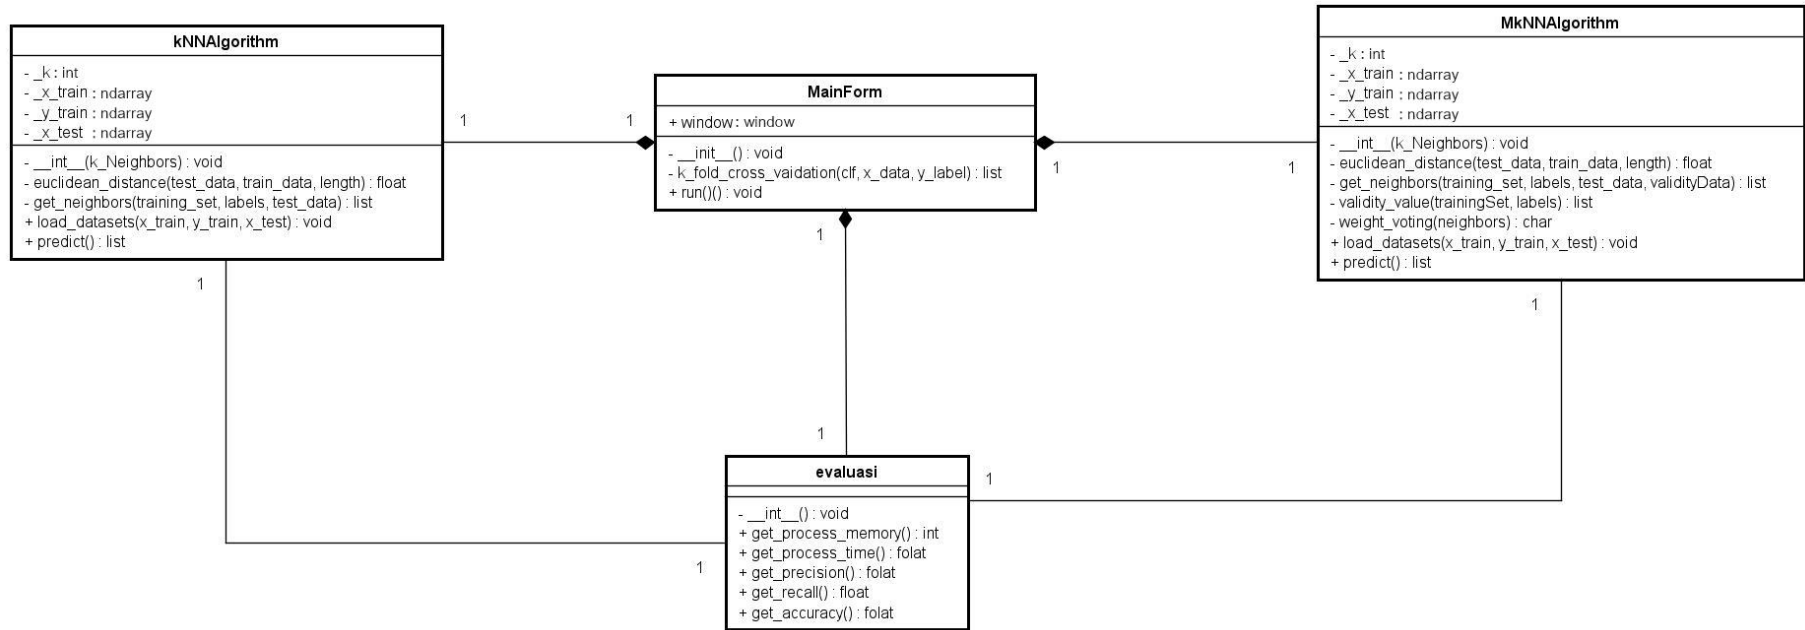 kNNAlgorithm
- _k : int
- _x_train : ndarray
- _y_train : ndarray
- _x_test : ndarray
- __int__(k_Neighbors) : void
- euclidean_distance(test_data, train_data, length) : float
- get_neighbors(training_set, labels, test_data) : list
+ load_datasets(x_train, y_train, x_test) : void
+ predict() : list
1
1
1
MainForm
+ window : window
- __init__() : void
- k_fold_cross_vaidation(clf, x_data, y_label) : list
+ run()() : void
1
1
1
1
MkNNAlgorithm
- _k : int
- _x_train : ndarray
- _y_train : ndarray
- _x_test : ndarray
- __int__(k_Neighbors) : void
- euclidean_distance(test_data, train_data, length) : float
- get_neighbors(training_set, labels, test_data, validityData) : list
- validity_value(trainingSet, labels) : list
- weight_voting(neighbors) : char
+ load_datasets(x_train, y_train, x_test) : void
+ predict() : list
1
1
1
evaluasi
- __int__() : void
+ get_process_memory() : int
+ get_process_time() : folat
+ get_precision() : folat
+ get_recall() : float
+ get_accuracy() : folat
1
1